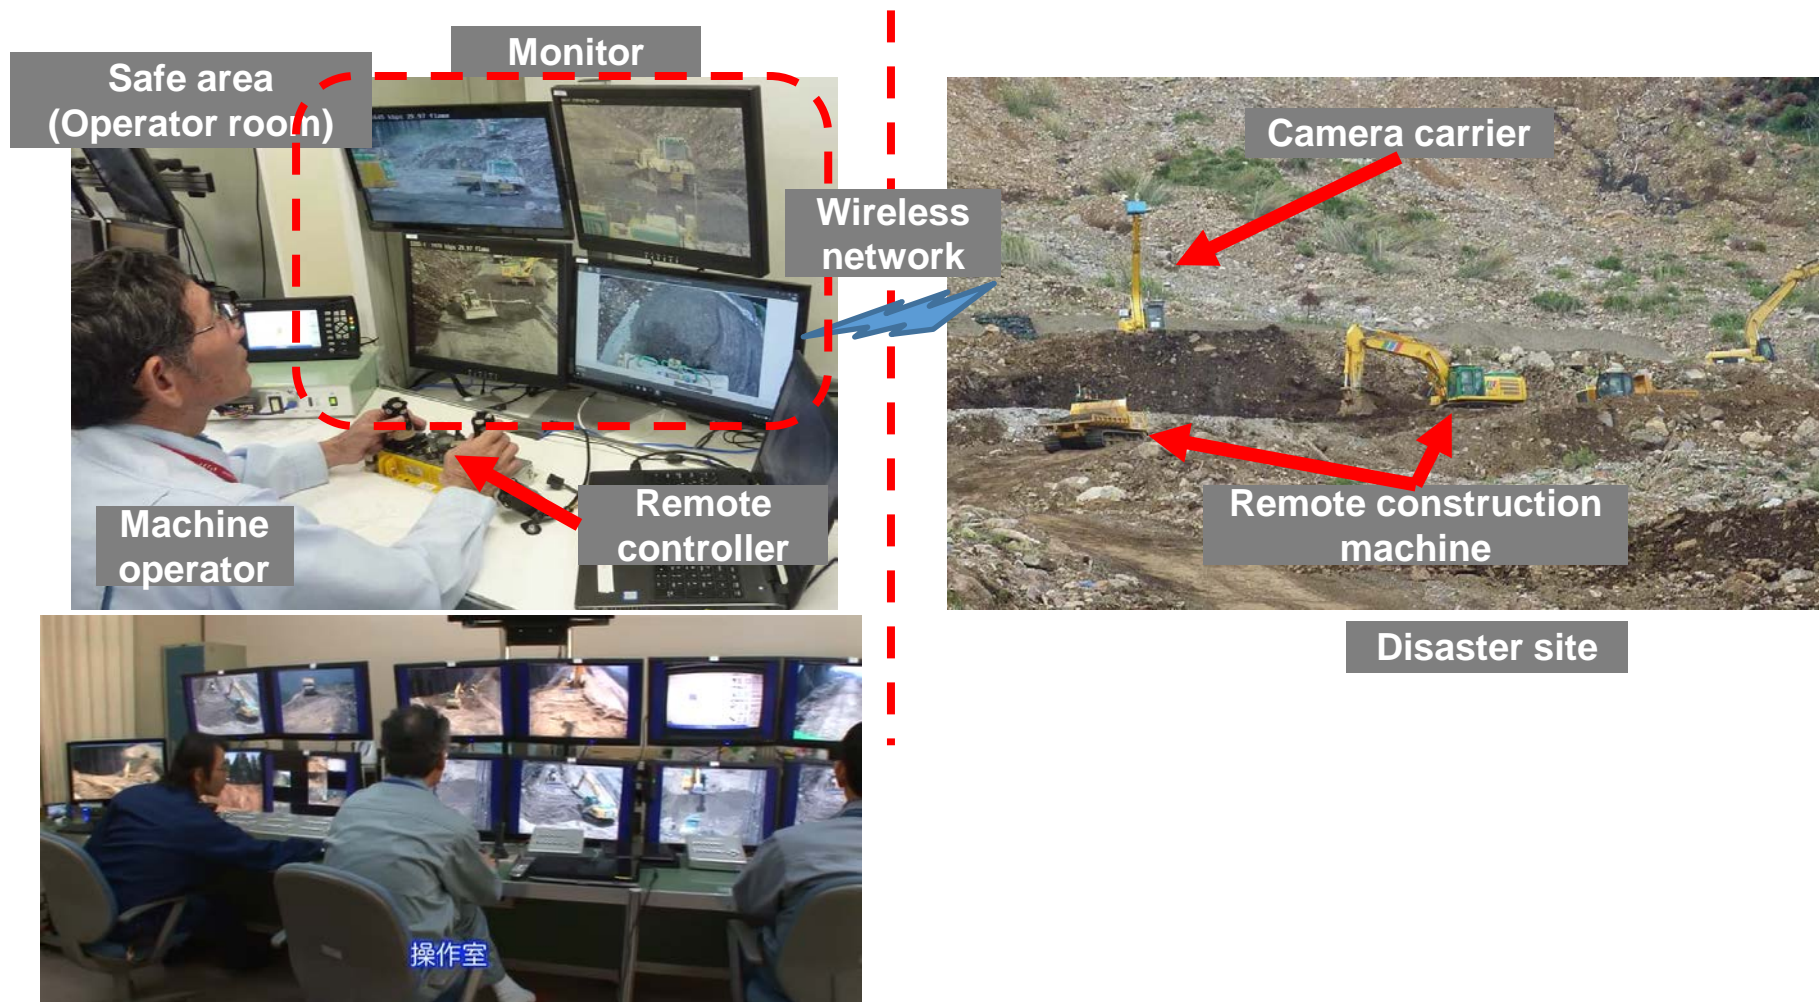 Monitor
Safe area
(Operator room)
Camera carrier
Wireless
network
Machine
operator
Remote
controller
Remote construction
machine
Disaster site
操作室